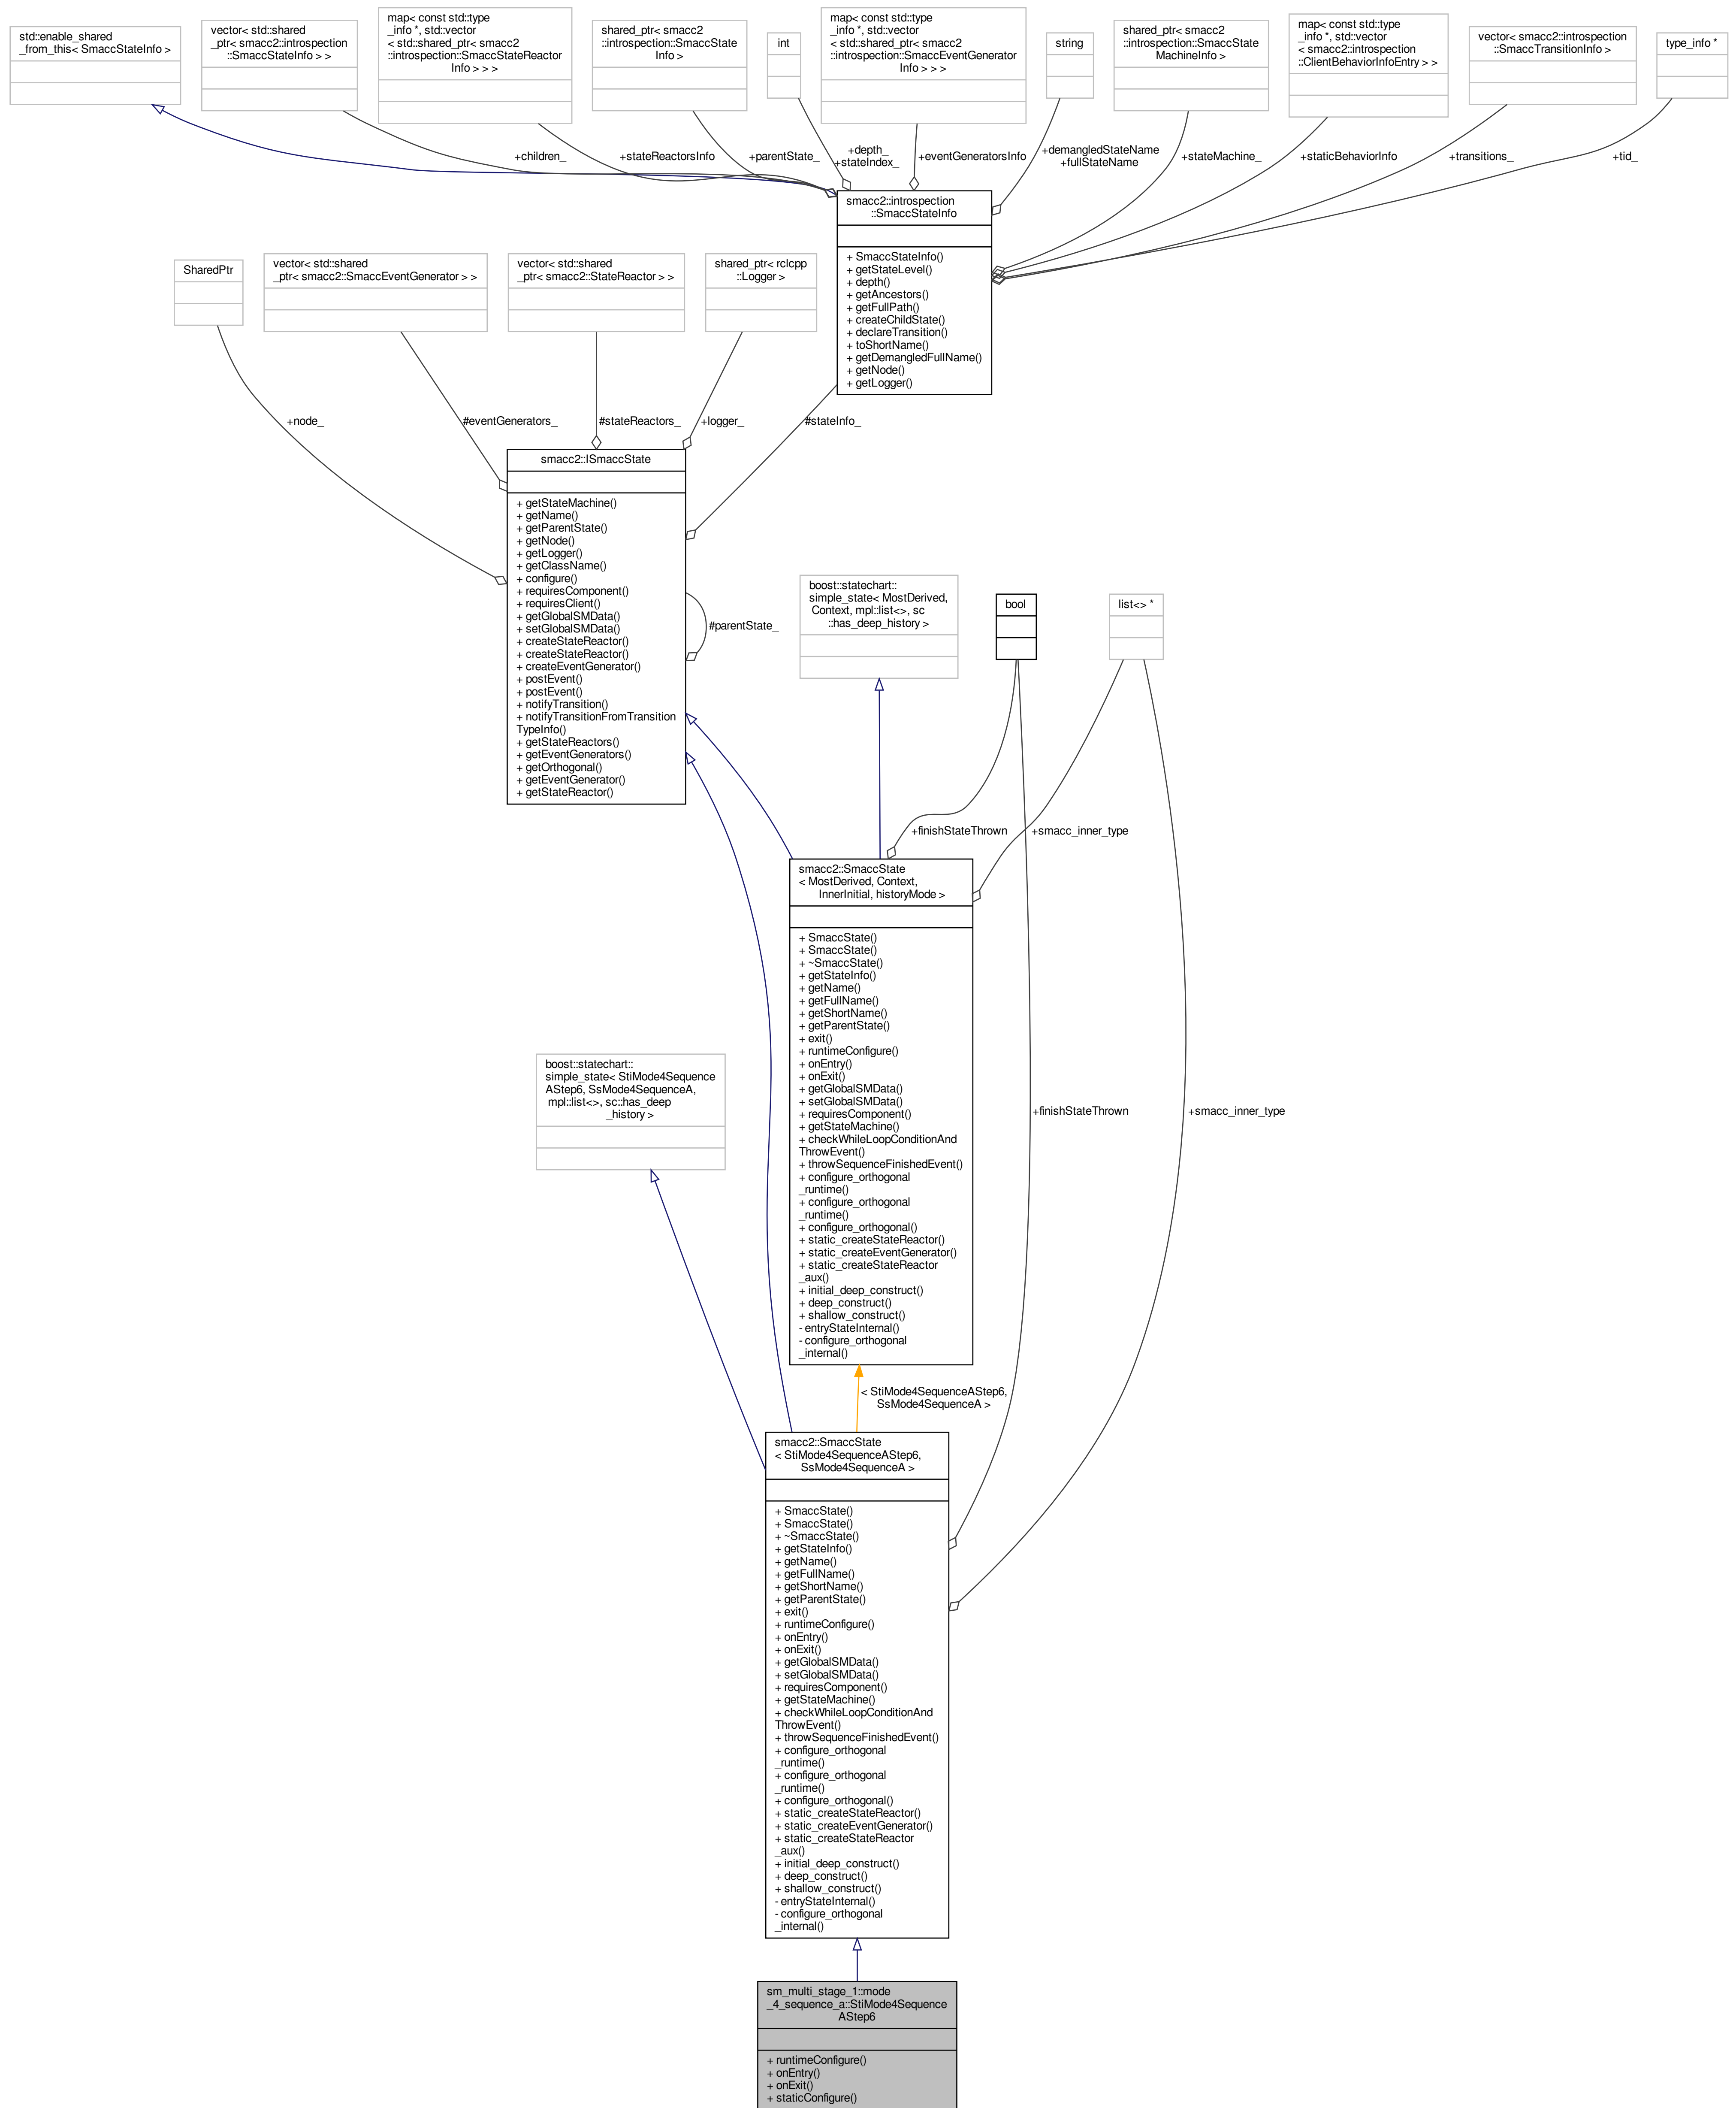 std::enable_shared
_from_this< SmaccStateInfo >
vector< std::shared
_ptr< smacc2::introspection
::SmaccStateInfo > >
map< const std::type
_info *, std::vector
< std::shared_ptr< smacc2
::introspection::SmaccStateReactor
Info > > >
shared_ptr< smacc2
::introspection::SmaccState
Info >
int
map< const std::type
_info *, std::vector
< std::shared_ptr< smacc2
::introspection::SmaccEventGenerator
Info > > >
string
shared_ptr< smacc2
::introspection::SmaccState
MachineInfo >
map< const std::type
_info *, std::vector
< smacc2::introspection
::ClientBehaviorInfoEntry > >
vector< smacc2::introspection
::SmaccTransitionInfo >
type_info *
+children_
+stateReactorsInfo
+parentState_
+depth_
+stateIndex_
+eventGeneratorsInfo
+demangledStateName
+fullStateName
+stateMachine_
+staticBehaviorInfo
+transitions_
+tid_
smacc2::introspection
::SmaccStateInfo
+ SmaccStateInfo()
+ getStateLevel()
+ depth()
+ getAncestors()
+ getFullPath()
+ createChildState()
+ declareTransition()
+ toShortName()
+ getDemangledFullName()
+ getNode()
+ getLogger()
SharedPtr
vector< std::shared
_ptr< smacc2::SmaccEventGenerator > >
vector< std::shared
_ptr< smacc2::StateReactor > >
shared_ptr< rclcpp
::Logger >
+node_
#eventGenerators_
#stateReactors_
+logger_
#stateInfo_
smacc2::ISmaccState
+ getStateMachine()
+ getName()
+ getParentState()
+ getNode()
+ getLogger()
+ getClassName()
+ configure()
+ requiresComponent()
+ requiresClient()
+ getGlobalSMData()
+ setGlobalSMData()
+ createStateReactor()
+ createStateReactor()
+ createEventGenerator()
+ postEvent()
+ postEvent()
+ notifyTransition()
+ notifyTransitionFromTransition
TypeInfo()
+ getStateReactors()
+ getEventGenerators()
+ getOrthogonal()
+ getEventGenerator()
+ getStateReactor()
#parentState_
boost::statechart::
simple_state< MostDerived,
Context, mpl::list<>, sc
::has_deep_history >
bool
list<> *
+finishStateThrown
+smacc_inner_type
smacc2::SmaccState
< MostDerived, Context,
InnerInitial, historyMode >
+ SmaccState()
+ SmaccState()
+ ~SmaccState()
+ getStateInfo()
+ getName()
+ getFullName()
+ getShortName()
+ getParentState()
+ exit()
+ runtimeConfigure()
+ onEntry()
+ onExit()
+ getGlobalSMData()
+ setGlobalSMData()
+ requiresComponent()
+ getStateMachine()
+ checkWhileLoopConditionAnd
ThrowEvent()
+ throwSequenceFinishedEvent()
+ configure_orthogonal
_runtime()
+ configure_orthogonal
_runtime()
+ configure_orthogonal()
+ static_createStateReactor()
+ static_createEventGenerator()
+ static_createStateReactor
_aux()
+ initial_deep_construct()
+ deep_construct()
+ shallow_construct()
- entryStateInternal()
- configure_orthogonal
_internal()
boost::statechart::
simple_state< StiMode4Sequence
AStep6, SsMode4SequenceA,
mpl::list<>, sc::has_deep
_history >
+finishStateThrown
+smacc_inner_type
< StiMode4SequenceAStep6,
SsMode4SequenceA >
smacc2::SmaccState
< StiMode4SequenceAStep6,
SsMode4SequenceA >
+ SmaccState()
+ SmaccState()
+ ~SmaccState()
+ getStateInfo()
+ getName()
+ getFullName()
+ getShortName()
+ getParentState()
+ exit()
+ runtimeConfigure()
+ onEntry()
+ onExit()
+ getGlobalSMData()
+ setGlobalSMData()
+ requiresComponent()
+ getStateMachine()
+ checkWhileLoopConditionAnd
ThrowEvent()
+ throwSequenceFinishedEvent()
+ configure_orthogonal
_runtime()
+ configure_orthogonal
_runtime()
+ configure_orthogonal()
+ static_createStateReactor()
+ static_createEventGenerator()
+ static_createStateReactor
_aux()
+ initial_deep_construct()
+ deep_construct()
+ shallow_construct()
- entryStateInternal()
- configure_orthogonal
_internal()
sm_multi_stage_1::mode
_4_sequence_a::StiMode4Sequence
AStep6
+ runtimeConfigure()
+ onEntry()
+ onExit()
+ staticConfigure()